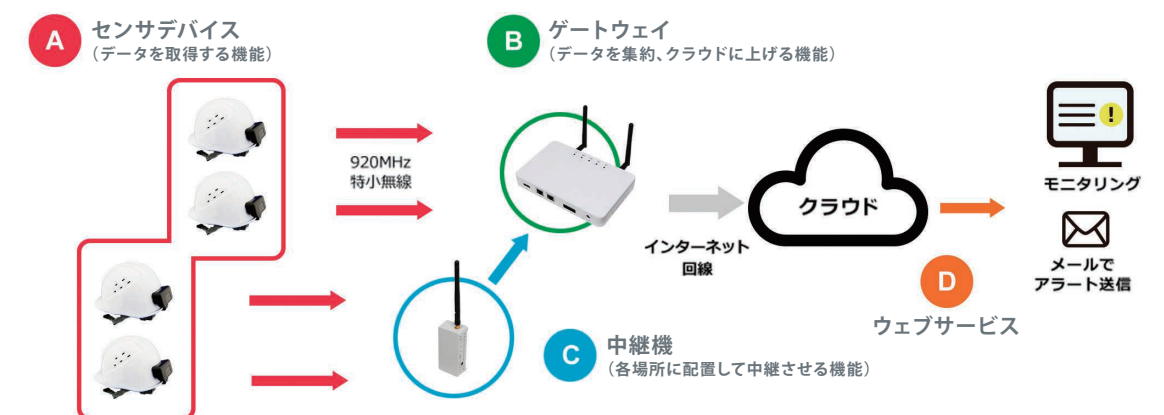 A
センサデバイス
（データを取得する機能）
B
ゲートウェイ
（データを集約、クラウドに上げる機能）
920MHz
特小無線
インターネット
回線
クラウド
!
モニタリング
メールで
アラート送信
D
ウェブサービス
C
中継機
（各場所に配置して中継させる機能）